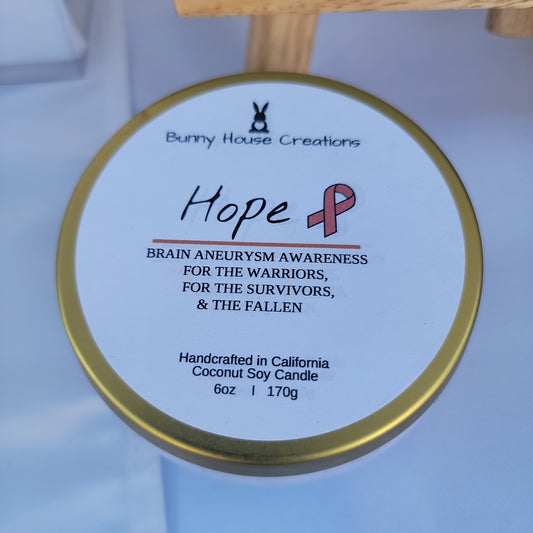 Bunny House Creations
Hope
BRAIN ANEURYSM AWARENESS
FOR THE WARRIORS,
FOR THE SURVIVORS,
& THE FALLEN
Handcrafted in California
Coconut Soy Candle
6oz | 170g